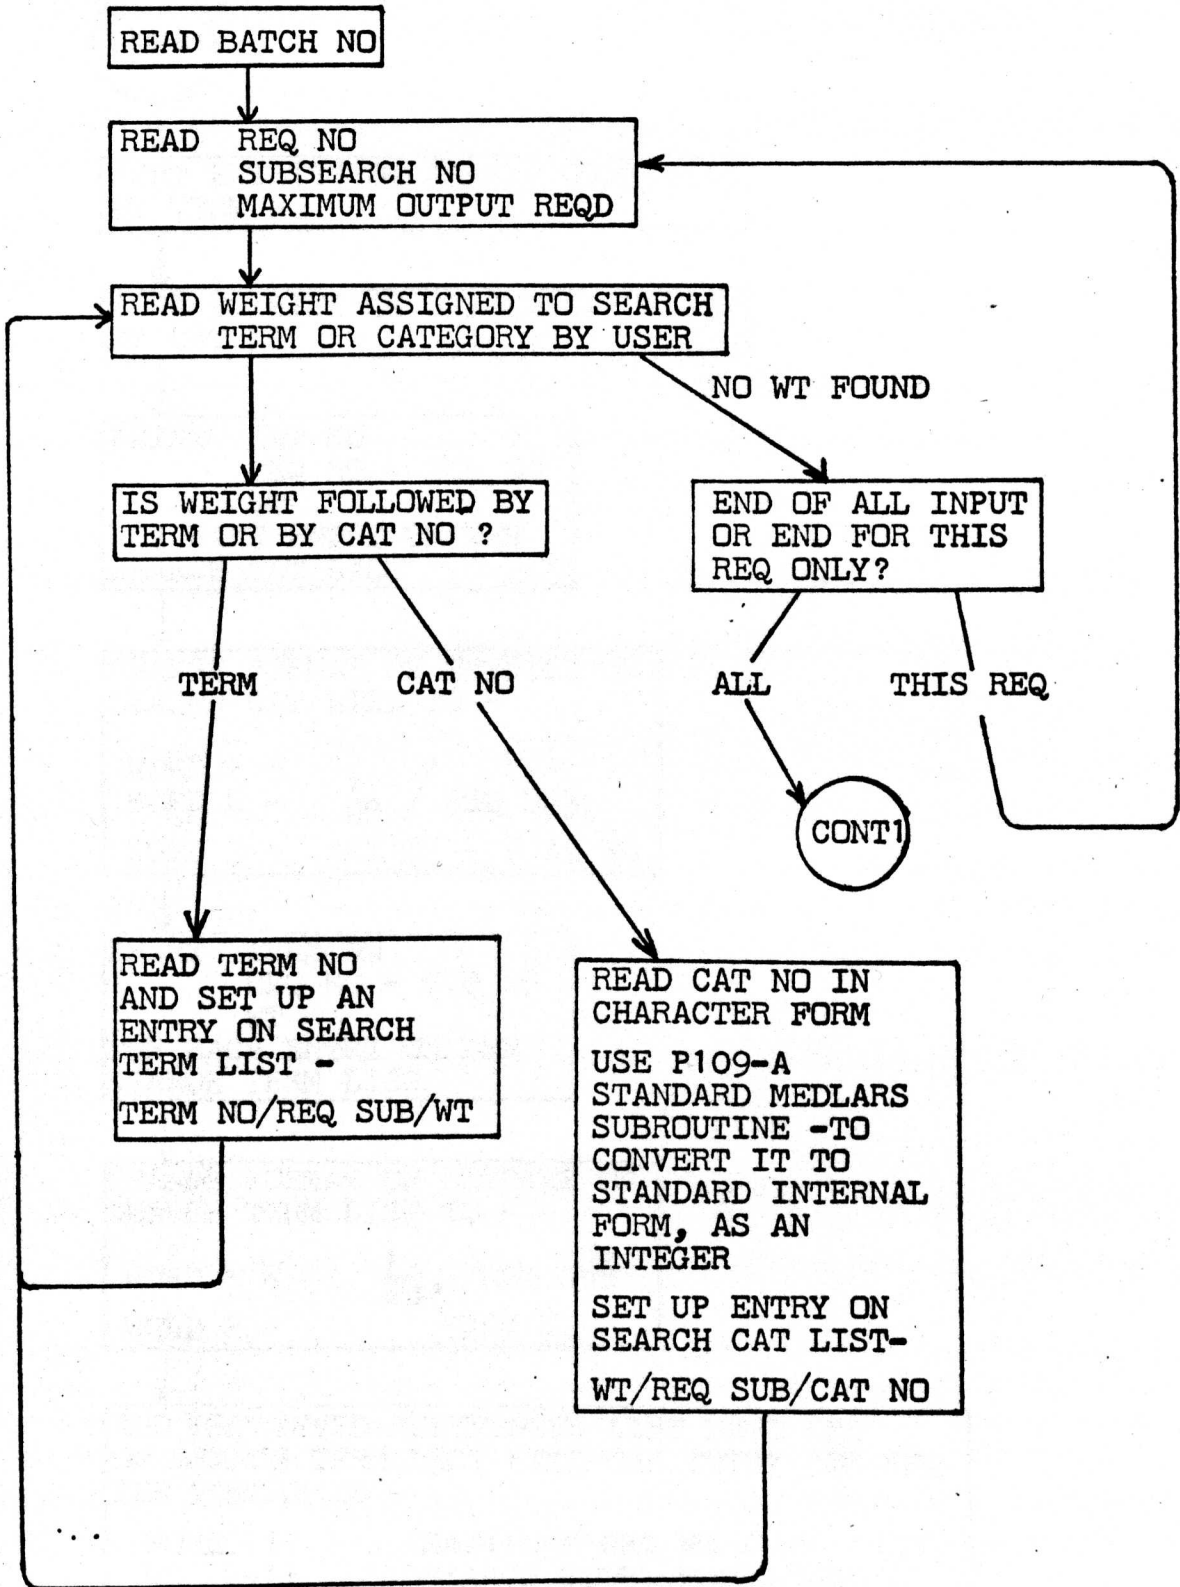 READ BATCH NO
READ REQ NO
SUBSEARCH NO
MAXIMUM OUTPUT REQD
READ WEIGHT ASSIGNED TO SEARCH
TERM OR CATEGORY BY USER
NO WT FOUND
IS WEIGHT FOLLOWED BY
TERM OR BY CAT NO ?
END OF ALL INPUT
OR END FOR THIS
REQ ONLY?
TERM
CAT NO
ALL
THIS REQ
CONT1
READ TERM NO
AND SET UP AN
ENTRY ON SEARCH
TERM LIST -
TERM NO/REQ SUB/WT
READ CAT NO IN
CHARACTER FORM
USE P109-A
STANDARD MEDLARS
SUBROUTINE -TO
CONVERT IT TO
STANDARD INTERNAL
FORM, AS AN
INTEGER
SET UP ENTRY ON
SEARCH CAT LIST-
WT/REQ SUB/CAT NO